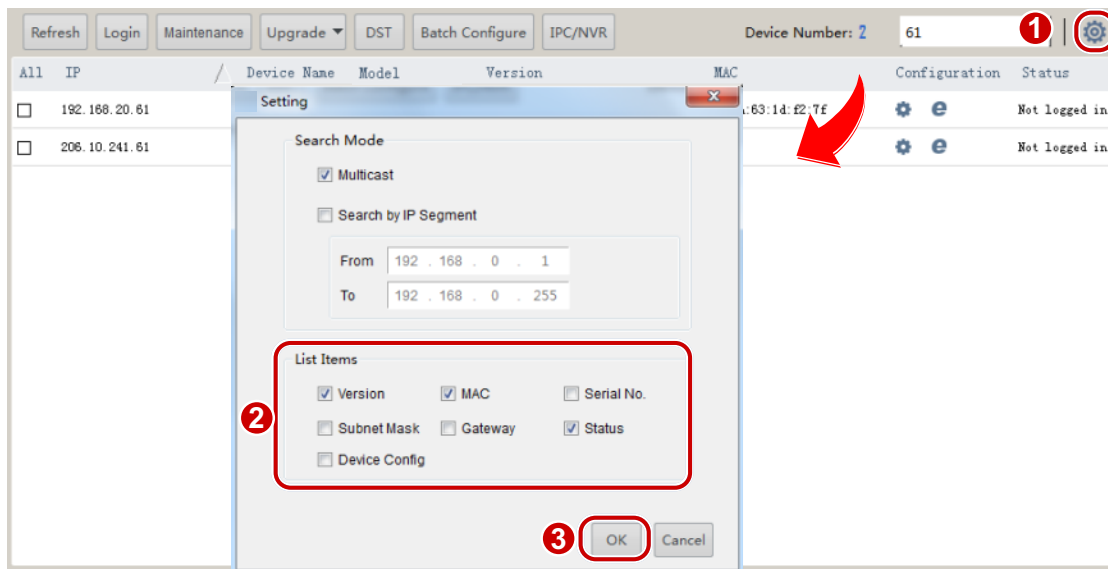 Refresh Login Maintenance Upgrade DST Batch Configure IPC/NVR Device Number: 2 61 1
All IP Device Name Model Version MAC Configuration Status
192.168.20.61 :63:1d:f2:7f Not logged in
206.10.241.61 Not logged in
Setting
Search Mode
Multicast
Search by IP Segment
From 192 . 168 . 0 . 1
To 192 . 168 . 0 . 255
List Items
Version MAC Serial No.
2
Subnet Mask Gateway Status
Device Config
3 OK Cancel